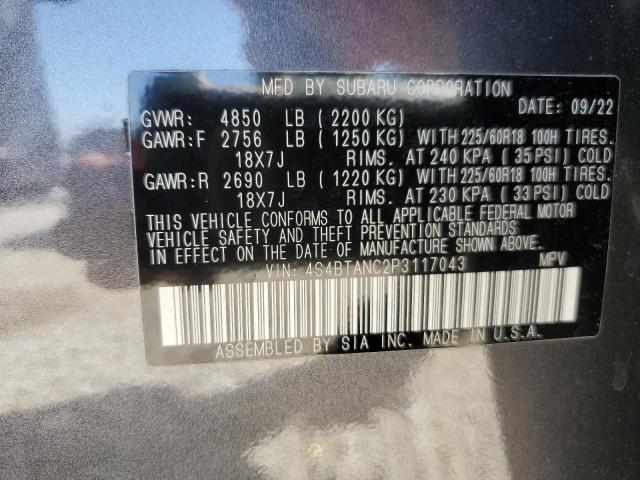 MFD BY SUBARU CORPORATION
DATE: 09/22
GVWR: 4850 LB (2200 KG)
GAWR:F 2756 LB (1250 KG) WITH 225/60R18 100H TIRES.
18X7J RIMS. AT 240 KPA (35 PSI) COLD
GAWR:R 2690 LB (1220 KG) WITH 225/60R18 100H TIRES.
18X7J RIMS. AT 230 KPA (33 PSI) COLD
THIS VEHICLE CONFORMS TO ALL APPLICABLE FEDERAL MOTOR
VEHICLE SAFETY AND THEFT PREVENTION STANDARDS
IN EFFECT ON THE DATE OF MANUFACTURE SHOWN ABOVE.
VIN: 4S4BTANC2P3117043 MPV
ASSEMBLED BY SIA INC. MADE IN U.S.A.